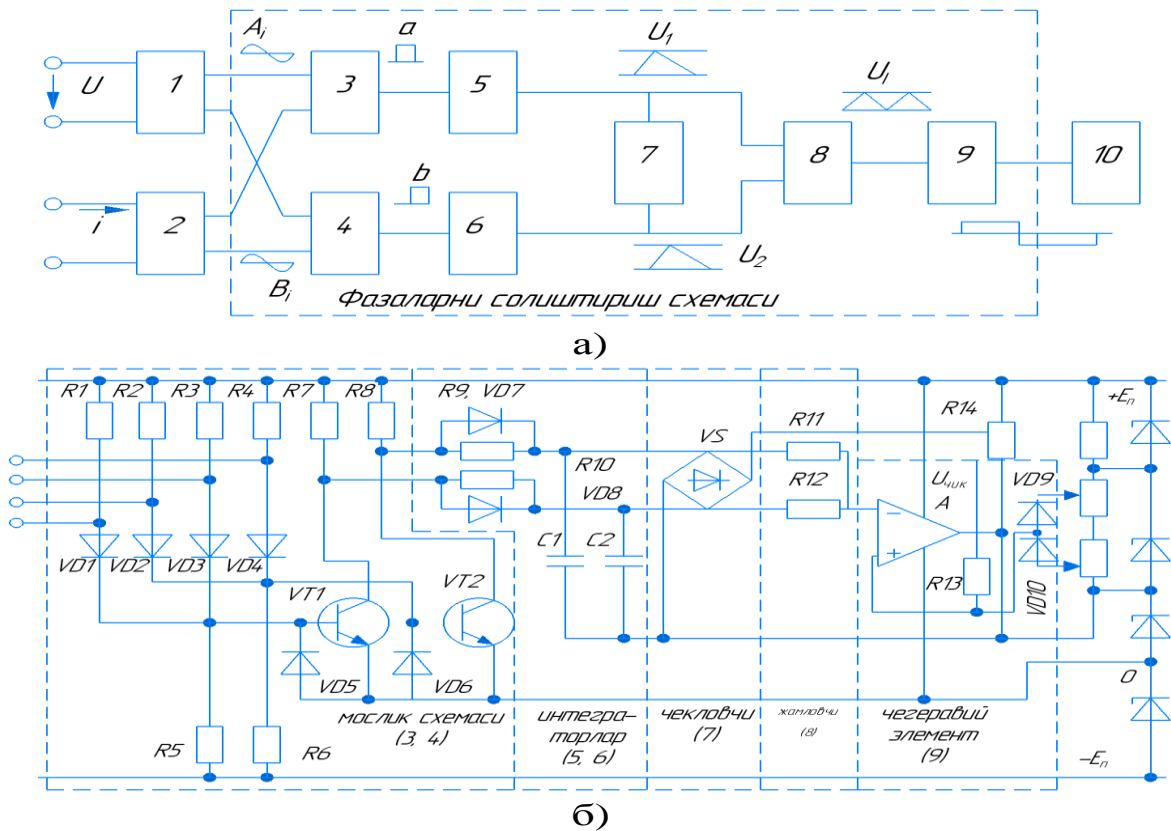 Aᵢ a U₁
U 1 3 5 Uᵢ
7 8 9 10
b
i 2 4 6
Bᵢ U₂
Фазаларни солиштириш схемаси
а)
R1 R2 R3 R4 R7 R8 R9, VD7 R11 R14 +Eₙ
VS
R10 R12 Uчик VD9
VD8 A
C1 C2
VD1 VD2 VD3 VD4 R13 VD10
VT1 VT2
VD5 VD6 0
мослик схемаси
(3, 4)
интегра-
торлар
(5, 6)
чекловчи
(7)
жамловчи
(8)
чегеравий
элемент
(9)
R5 R6 –Eₙ
б)